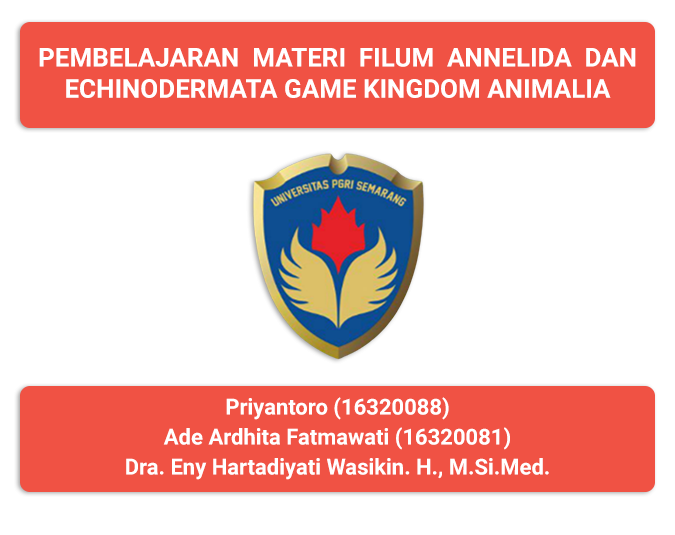 PEMBELAJARAN MATERI FILUM ANNELIDA DAN
ECHINODERMATA GAME KINGDOM ANIMALIA
UNIVERSITAS PGRI SEMARANG
Priyantoro (16320088)
Ade Ardhita Fatmawati (16320081)
Dra. Eny Hartadiyati Wasikin. H., M.Si.Med.